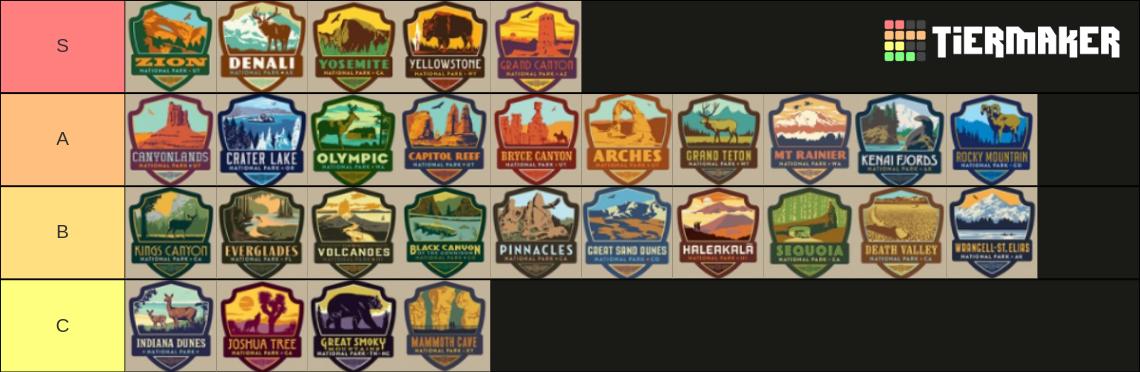 S
ZION
NATIONAL PARK · UT
DENALI
NATIONAL PARK · AK
YOSEMITE
NATIONAL PARK · CA
YELLOWSTONE
NATIONAL PARK · WY
GRAND CANYON
NATIONAL PARK · AZ
TiERMAKER
A
CANYONLANDS
NATIONAL PARK · UT
CRATER LAKE
NATIONAL PARK · OR
OLYMPIC
NATIONAL PARK · WA
CAPITOL REEF
NATIONAL PARK · UT
BRYCE CANYON
NATIONAL PARK · UT
ARCHES
NATIONAL PARK · UT
GRAND TETON
NATIONAL PARK · WY
MT RAINIER
NATIONAL PARK · WA
KENAI FJORDS
NATIONAL PARK · AK
ROCKY MOUNTAIN
NATIONAL PARK · CO
B
KINGS CANYON
NATIONAL PARK · CA
EVERGLADES
NATIONAL PARK · FL
VOLCANOES
NATIONAL PARK · HI
BLACK CANYON
OF THE GUNNISON
NATIONAL PARK · CO
PINNACLES
NATIONAL PARK · CA
GREAT SAND DUNES
NATIONAL PARK · CO
HALEAKALĀ
NATIONAL PARK · HI
SEQUOIA
NATIONAL PARK · CA
DEATH VALLEY
NATIONAL PARK · CA
WRANGELL-ST. ELIAS
NATIONAL PARK · AK
C
INDIANA DUNES
NATIONAL PARK
JOSHUA TREE
NATIONAL PARK · CA
GREAT SMOKY
MOUNTAINS
NATIONAL PARK · TN-NC
MAMMOTH CAVE
NATIONAL PARK · KY